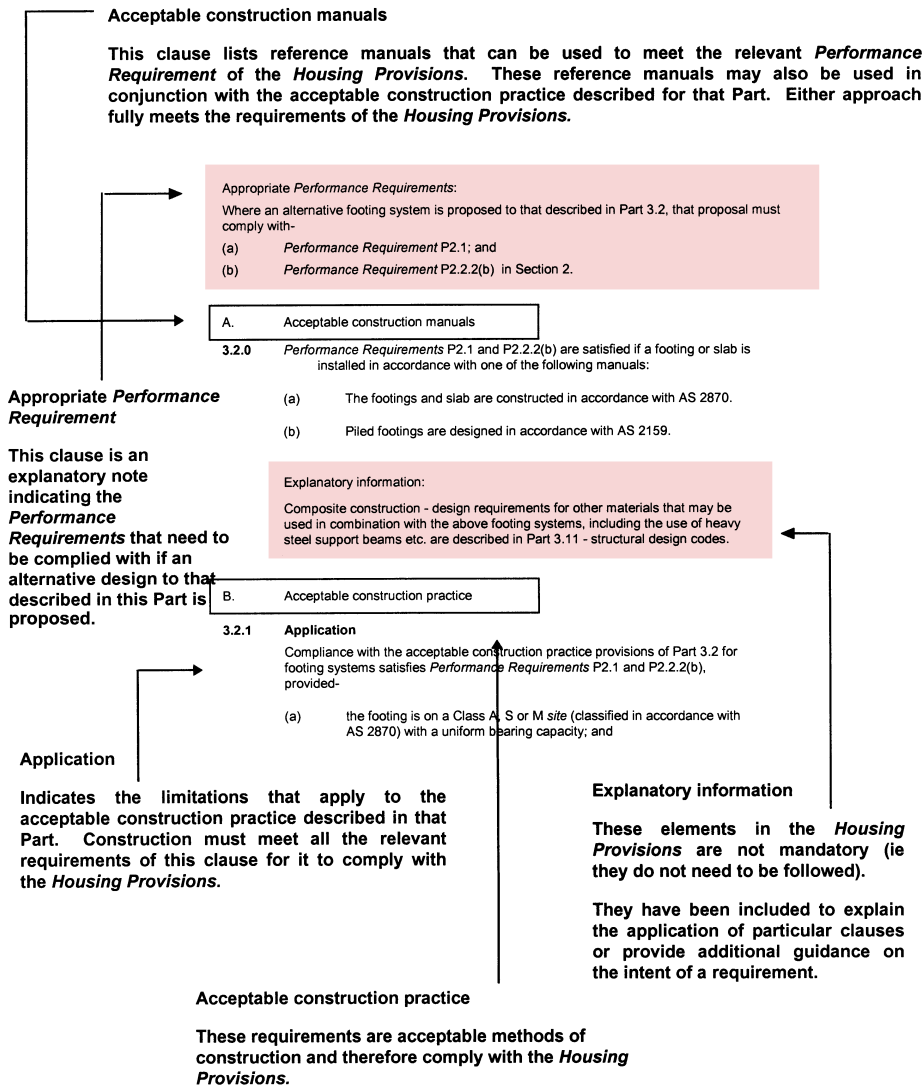 Acceptable construction manuals
This clause lists reference manuals that can be used to meet the relevant Performance
Requirement of the Housing Provisions. These reference manuals may also be used in
conjunction with the acceptable construction practice described for that Part. Either approach
fully meets the requirements of the Housing Provisions.
Appropriate Performance Requirements:
Where an alternative footing system is proposed to that described in Part 3.2, that proposal must
comply with-
(a) Performance Requirement P2.1; and
(b) Performance Requirement P2.2.2(b) in Section 2.
A. Acceptable construction manuals
3.2.0 Performance Requirements P2.1 and P2.2.2(b) are satisfied if a footing or slab is
installed in accordance with one of the following manuals:
(a) The footings and slab are constructed in accordance with AS 2870.
(b) Piled footings are designed in accordance with AS 2159.
Appropriate Performance
Requirement
This clause is an
explanatory note
indicating the
Performance
Requirements that need to
be complied with if an
alternative design to that
described in this Part is
proposed.
Explanatory information:
Composite construction - design requirements for other materials that may be
used in combination with the above footing systems, including the use of heavy
steel support beams etc. are described in Part 3.11 - structural design codes.
B. Acceptable construction practice
3.2.1 Application
Compliance with the acceptable construction practice provisions of Part 3.2 for
footing systems satisfies Performance Requirements P2.1 and P2.2.2(b),
provided-
(a) the footing is on a Class A, S or M site (classified in accordance with
AS 2870) with a uniform bearing capacity; and
Application
Indicates the limitations that apply to the
acceptable construction practice described in that
Part. Construction must meet all the relevant
requirements of this clause for it to comply with
the Housing Provisions.
Explanatory information
These elements in the Housing
Provisions are not mandatory (ie
they do not need to be followed).
They have been included to explain
the application of particular clauses
or provide additional guidance on
the intent of a requirement.
Acceptable construction practice
These requirements are acceptable methods of
construction and therefore comply with the Housing
Provisions.